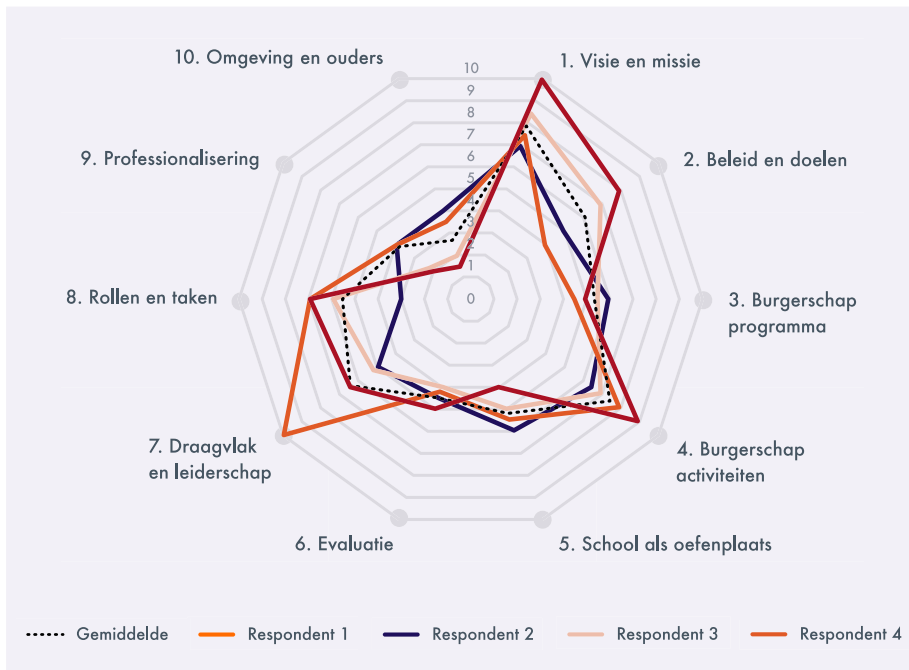 10. Omgeving en ouders
1. Visie en missie
9. Professionalisering
2. Beleid en doelen
8. Rollen en taken
3. Burgerschap
programma
7. Draagvlak
en leiderschap
4. Burgerschap
activiteiten
6. Evaluatie
5. School als oefenplaats
10
9
8
7
6
5
4
3
2
1
0
Gemiddelde
Respondent 1
Respondent 2
Respondent 3
Respondent 4